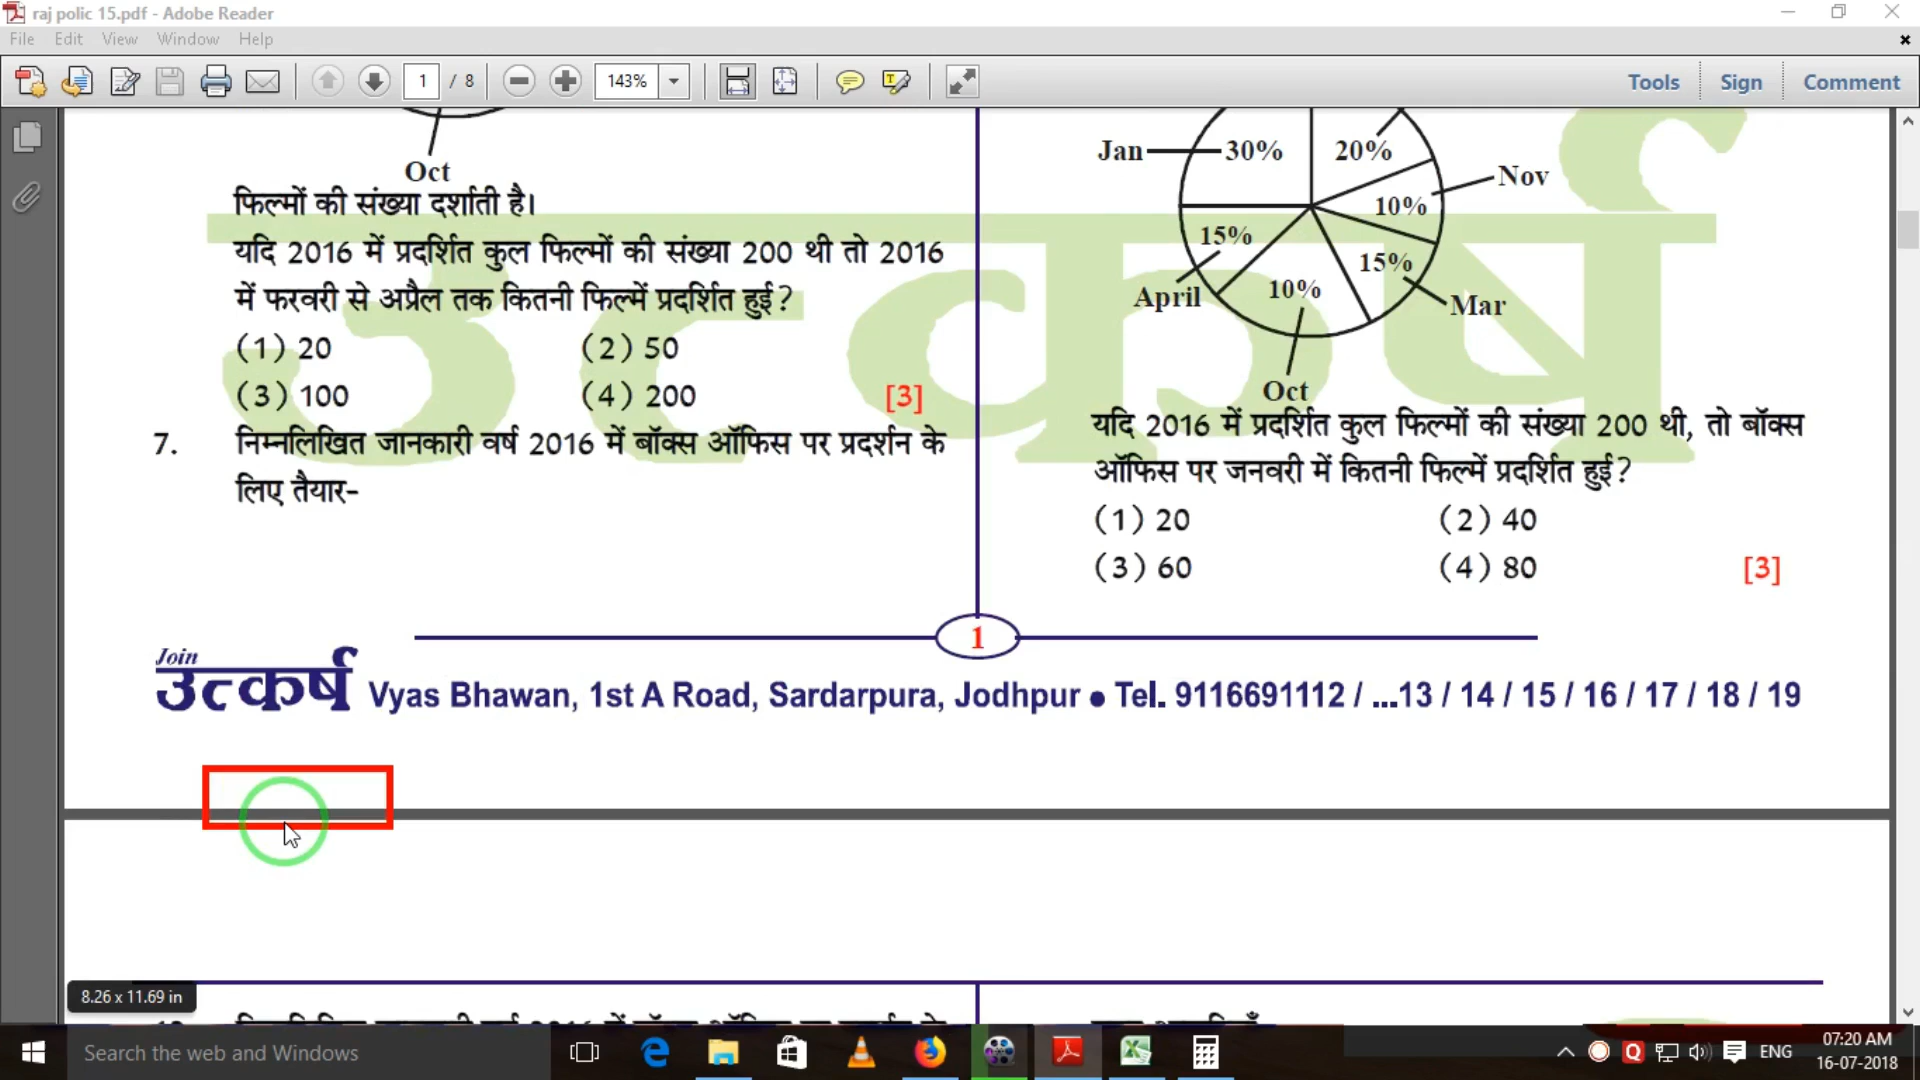 raj polic 15.pdf - Adobe Reader
File Edit View Window Help
1 / 8 143% Tools Sign Comment
Oct
फिल्मों की संख्या दर्शाती है।
यदि 2016 में प्रदर्शित कुल फिल्मों की संख्या 200 थी तो 2016
में फरवरी से अप्रैल तक कितनी फिल्में प्रदर्शित हुई?
(1) 20 (2) 50
(3) 100 (4) 200 [3]
7. निम्नलिखित जानकारी वर्ष 2016 में बॉक्स ऑफिस पर प्रदर्शन के
लिए तैयार-
Jan 30% 20%
Nov
10%
15% 15%
April 10% Mar
Oct
यदि 2016 में प्रदर्शित कुल फिल्मों की संख्या 200 थी, तो बॉक्स
ऑफिस पर जनवरी में कितनी फिल्में प्रदर्शित हुई?
(1) 20 (2) 40
(3) 60 (4) 80 [3]
उत्कर्ष
1
Join
उत्कर्ष Vyas Bhawan, 1st A Road, Sardarpura, Jodhpur ● Tel. 9116691112 / ...13 / 14 / 15 / 16 / 17 / 18 / 19
8.26 x 11.69 in
Search the web and Windows
ENG
07:20 AM
16-07-2018